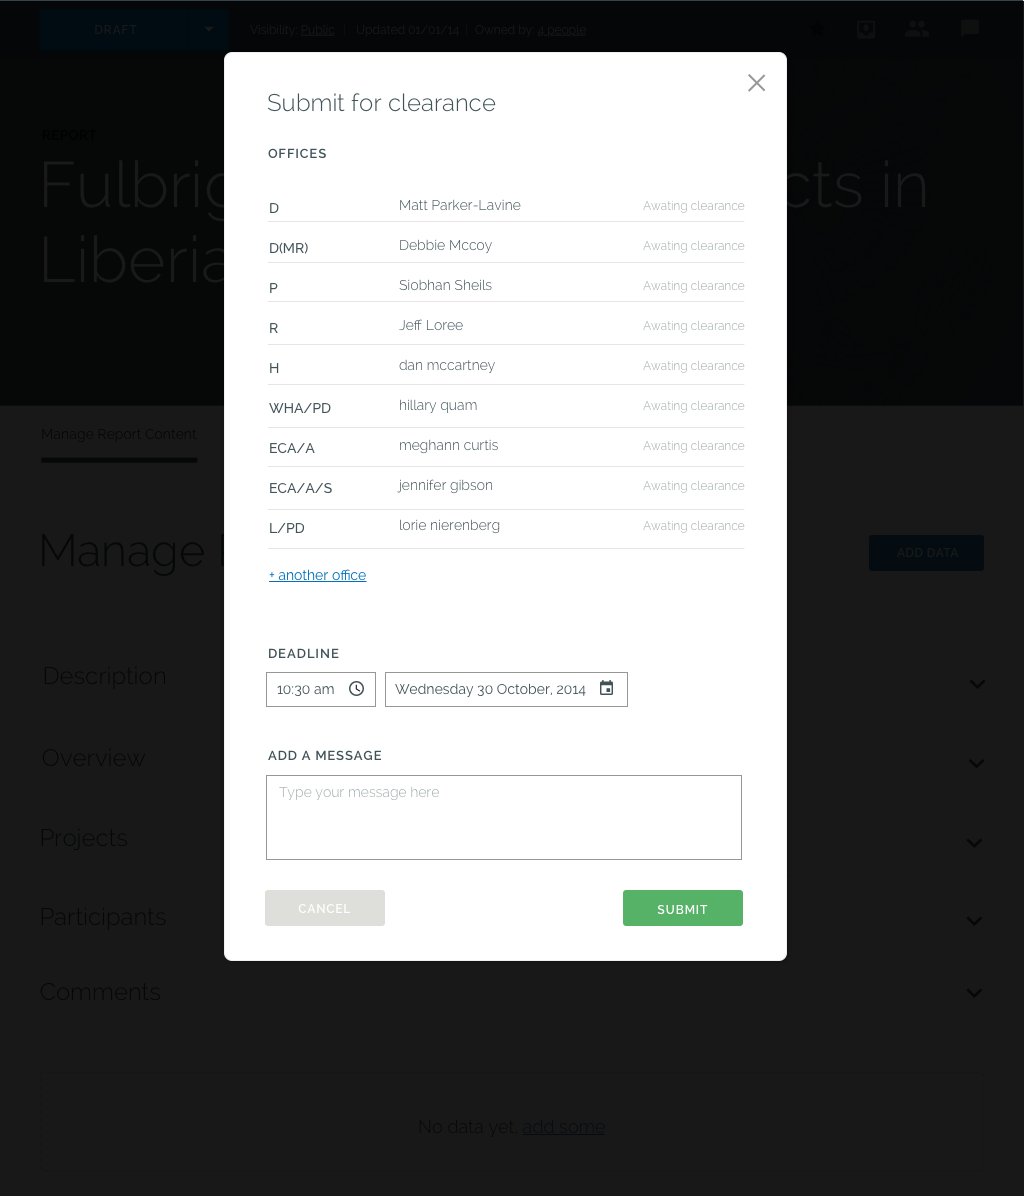 DRAFT
Visibility: Public | Updated 01/01/14 | Owned by: 4 people
Submit for clearance
REPORT
OFFICES
cts in
Liberia
D Matt Parker-Lavine Awating clearance
D(MR) Debbie Mccoy Awating clearance
P Siobhan Sheils Awating clearance
R Jeff Loree Awating clearance
H dan mccartney Awating clearance
WHA/PD hillary quam Awating clearance
Manage Report Content
ECA/A meghann curtis Awating clearance
ECA/A/S jennifer gibson Awating clearance
L/PD lorie nierenberg Awating clearance
Manage
ADD DATA
+ another office
DEADLINE
Description
10:30 am Wednesday 30 October, 2014
ADD A MESSAGE
Overview
Type your message here
Projects
CANCEL SUBMIT
Participants
Comments
No data yet, add some